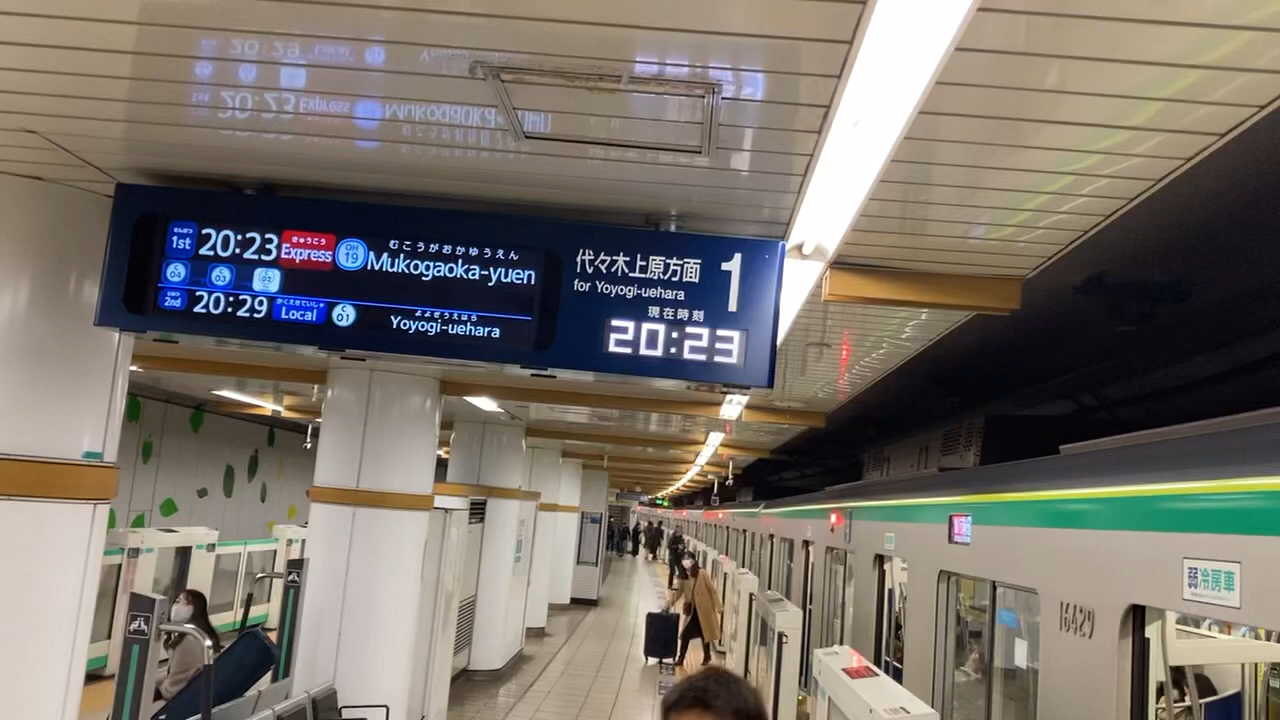 せんぱつ
1st 20:23 きゅうこう Express OH 19 むこうがおかゆうえん Mukogaoka-yuen
C 04 C 03 C 02
2nd 20:29 かくえきていしゃ Local C 01 よよぎうえはら Yoyogi-uehara
代々木上原方面 1
for Yoyogi-uehara
現在時刻
20:23
弱冷房車
16429